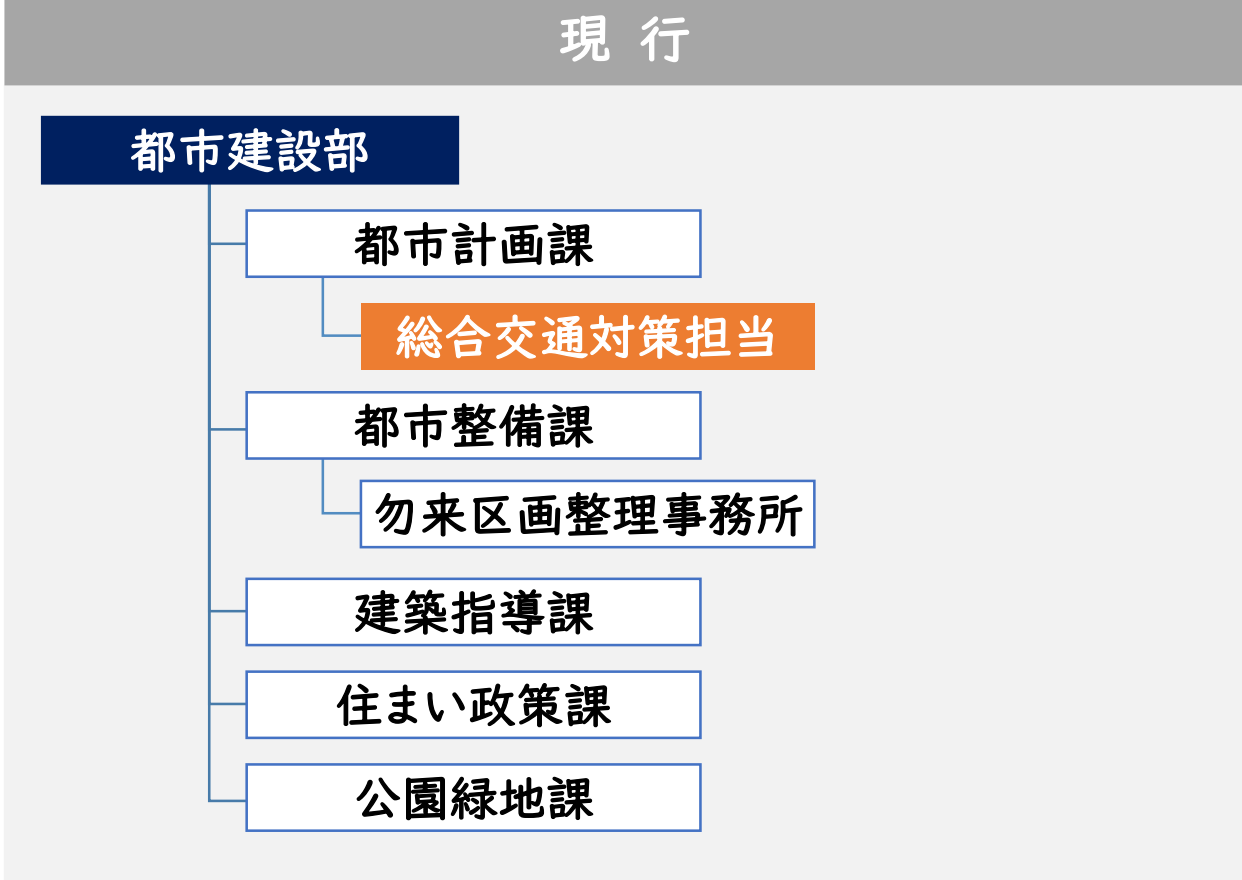 現 行
都市建設部
都市計画課
総合交通対策担当
都市整備課
勿来区画整理事務所
建築指導課
住まい政策課
公園緑地課